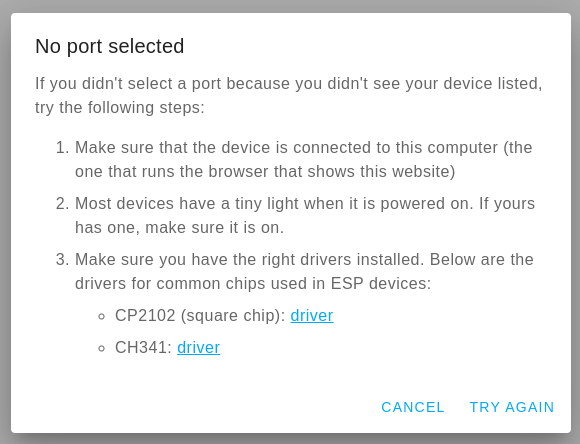 No port selected
If you didn't select a port because you didn't see your device listed,
try the following steps:
1. Make sure that the device is connected to this computer (the
one that runs the browser that shows this website)
2. Most devices have a tiny light when it is powered on. If yours
has one, make sure it is on.
3. Make sure you have the right drivers installed. Below are the
drivers for common chips used in ESP devices:
CP2102 (square chip): driver
CH341: driver
CANCEL TRY AGAIN